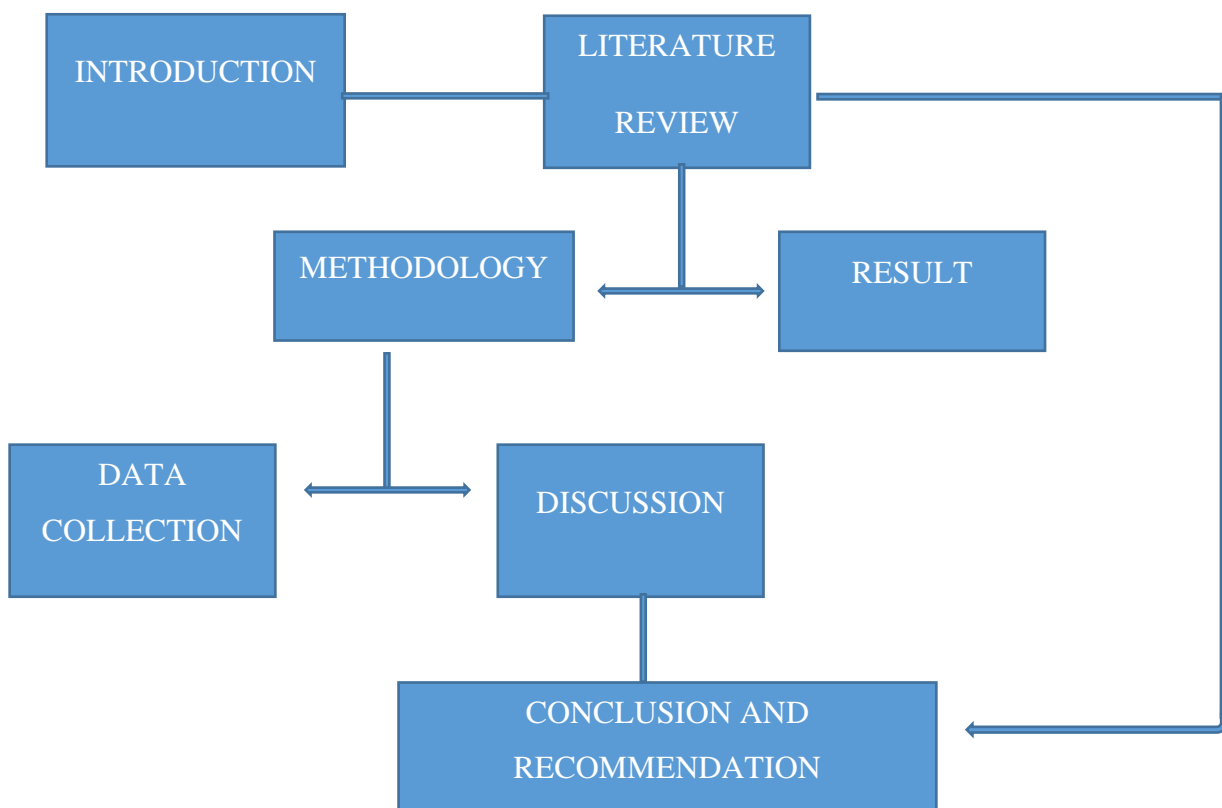 INTRODUCTION
LITERATURE
REVIEW
METHODOLOGY
RESULT
DATA
COLLECTION
DISCUSSION
CONCLUSION AND
RECOMMENDATION